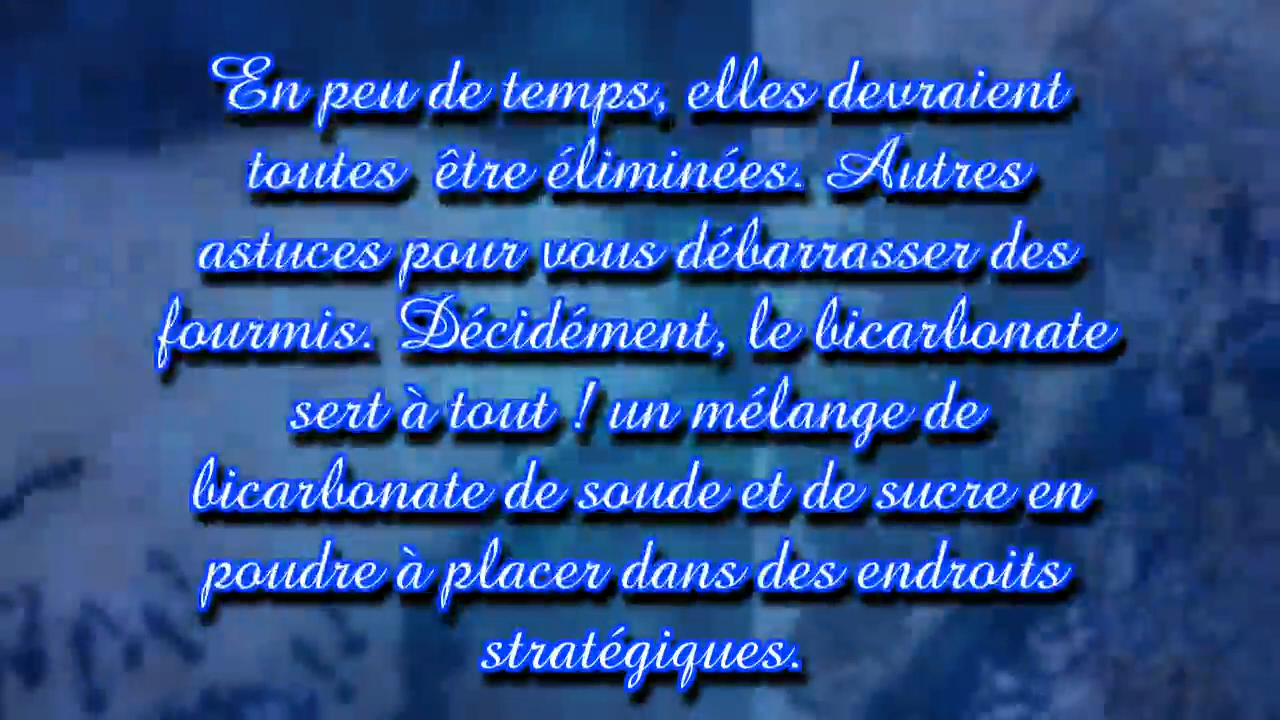 En peu de temps, elles devraient
toutes être éliminées. Autres
astuces pour vous débarrasser des
fourmis. Décidément, le bicarbonate
sert à tout ! un mélange de
bicarbonate de soude et de sucre en
poudre à placer dans des endroits
stratégiques.